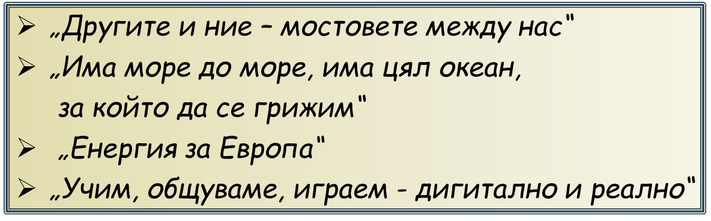 ➢ „Другите и ние – мостовете между нас“
➢ „Има море до море, има цял океан,
за който да се грижим“
➢ „Енергия за Европа“
➢ „Учим, общуваме, играем - дигитално и реално“